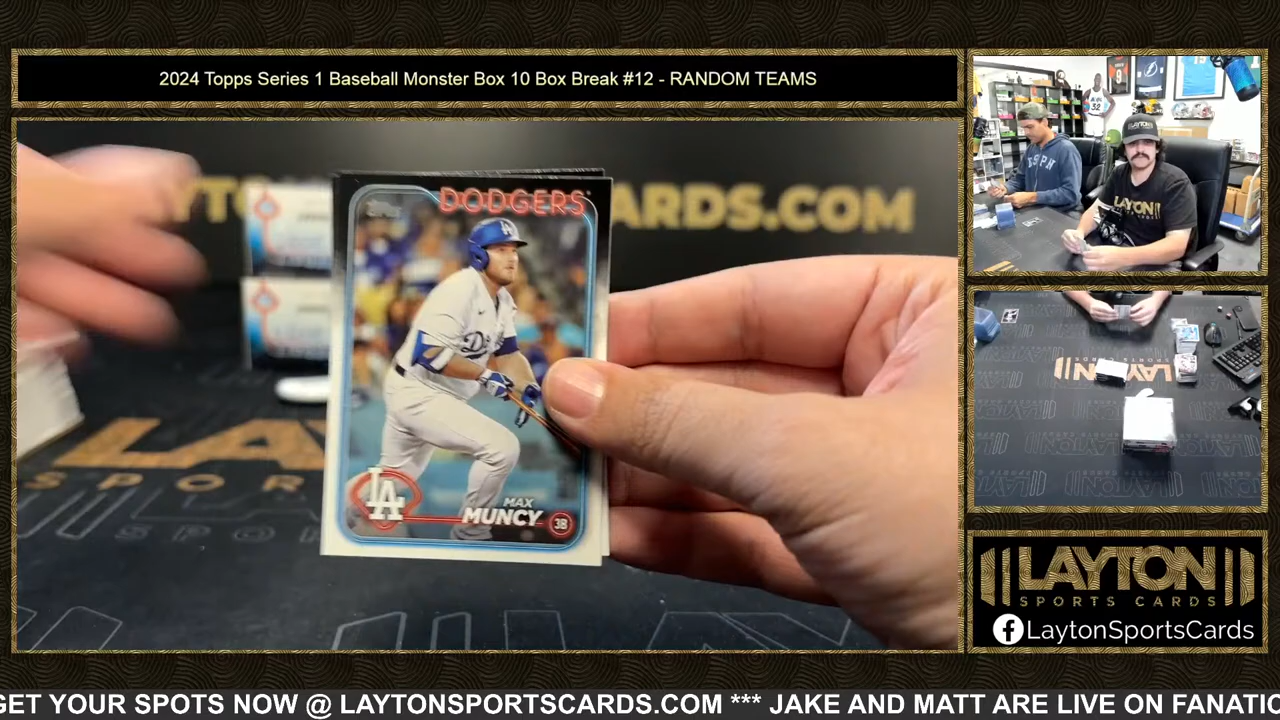 2024 Topps Series 1 Baseball Monster Box 10 Box Break #12 - RANDOM TEAMS
DODGERS
LA
MAX
MUNCY 3B
ARDS.COM
LAYTON
SPORTS CARDS
LaytonSportsCards
GET YOUR SPOTS NOW @ LAYTONSPORTSCARDS.COM *** JAKE AND MATT ARE LIVE ON FANATIC